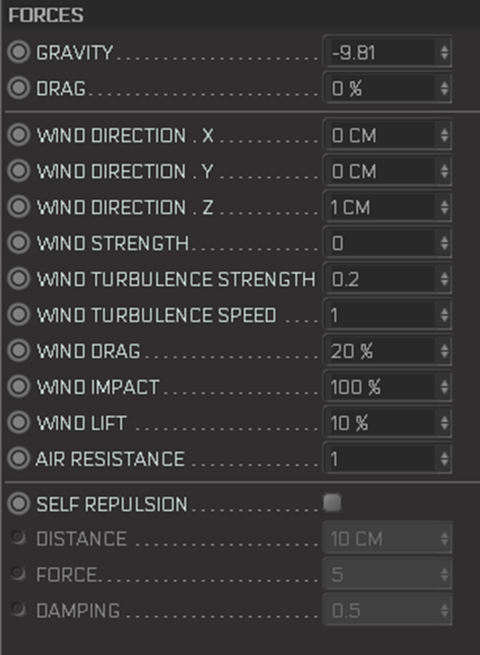 FORCES
GRAVITY.................... -9.81
DRAG....................... 0 %
WIND DIRECTION . X .......... 0 CM
WIND DIRECTION . Y .......... 0 CM
WIND DIRECTION . Z .......... 1 CM
WIND STRENGTH............. 0
WIND TURBULENCE STRENGTH 0.2
WIND TURBULENCE SPEED .... 1
WIND DRAG.................. 20 %
WIND IMPACT................ 100 %
WIND LIFT ................... 10 %
AIR RESISTANCE ............. 1
SELF REPULSION.............
DISTANCE ................... 10 CM
FORCE...................... 5
DAMPING ................... 0.5